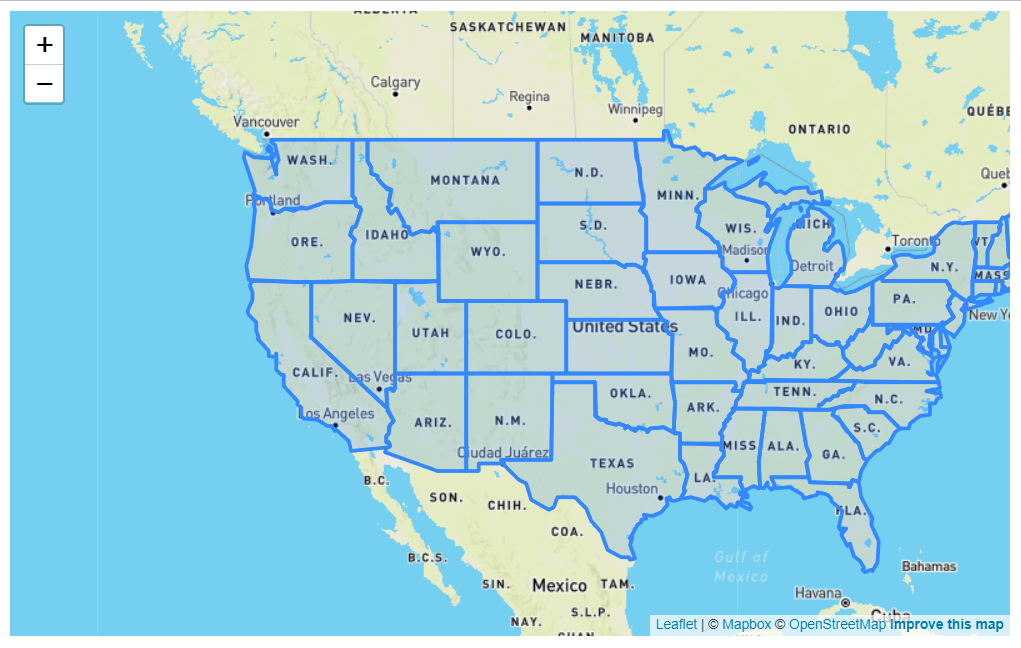 ALBERTA
SASKATCHEWAN
MANITOBA
+
−
Calgary
Regina
Winnipeg
Vancouver
ONTARIO
QUÉBE
Queb
WASH.
MONTANA
N.D.
MINN.
Portland
ORE.
IDAHO
S.D.
WIS.
MICH
Toronto
VT
WYO.
Madison
Detroit
N.Y.
MASS
NEBR.
IOWA
Chicago
PA.
NEV.
UTAH
COLO.
United States
ILL.
IND.
OHIO
New Yo
MD.
MO.
KY.
VA.
CALIF.
Las Vegas
OKLA.
TENN.
N.C.
Los Angeles
ARIZ.
N.M.
ARK.
S.C.
Ciudad Juárez
MISS
ALA.
GA.
TEXAS
B.C.
SON.
CHIH.
Houston
LA.
FLA.
COA.
B.C.S.
Gulf of
Mexico
Bahamas
SIN.
Mexico
TAM.
Havana
NAY.
S.L.P.
Cuba
Leaflet | © Mapbox © OpenStreetMap Improve this map